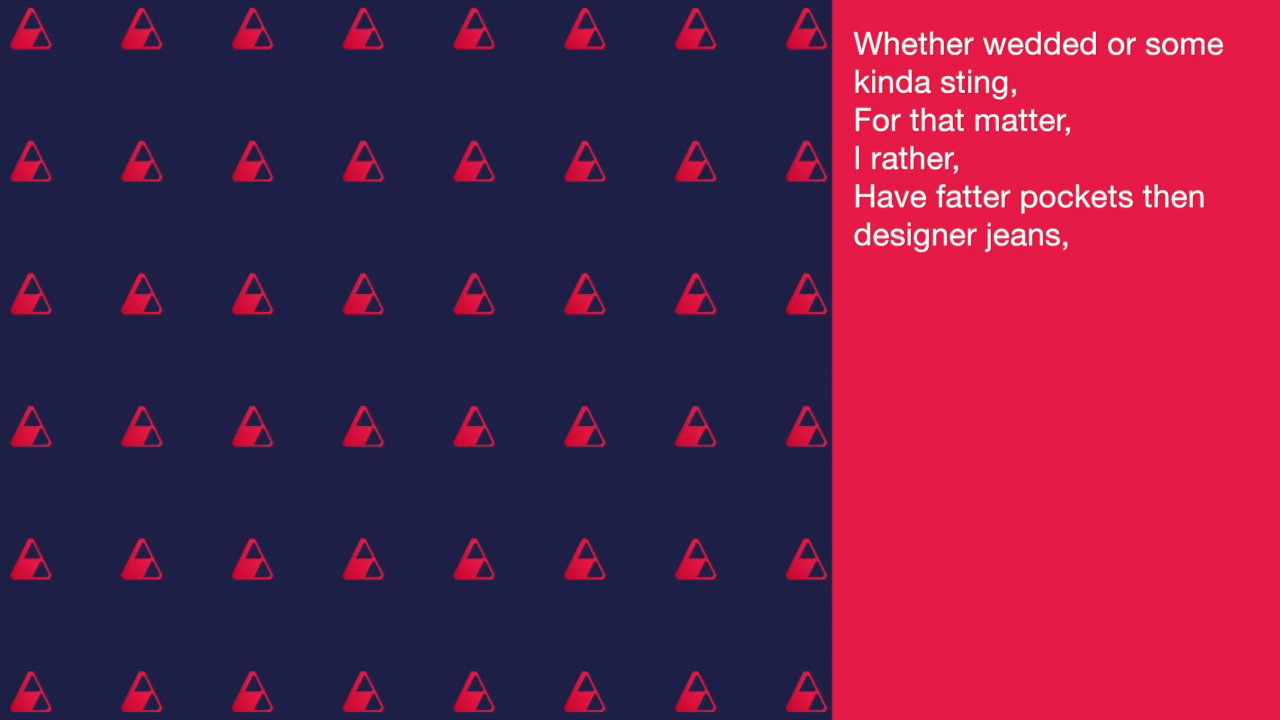 Whether wedded or some
kinda sting,
For that matter,
I rather,
Have fatter pockets then
designer jeans,